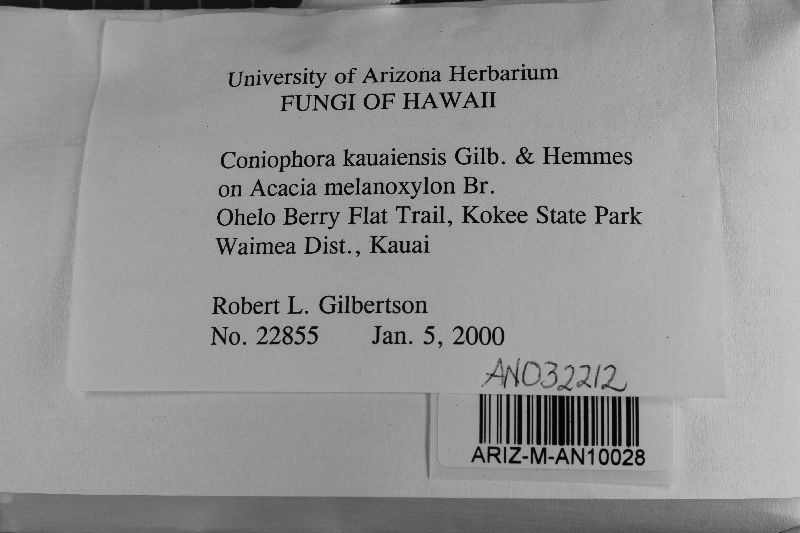 University of Arizona Herbarium
FUNGI OF HAWAII
Coniophora kauaiensis Gilb. & Hemmes
on Acacia melanoxylon Br.
Ohelo Berry Flat Trail, Kokee State Park
Waimea Dist., Kauai
Robert L. Gilbertson
No. 22855 Jan. 5, 2000
AN032212
ARIZ-M-AN10028